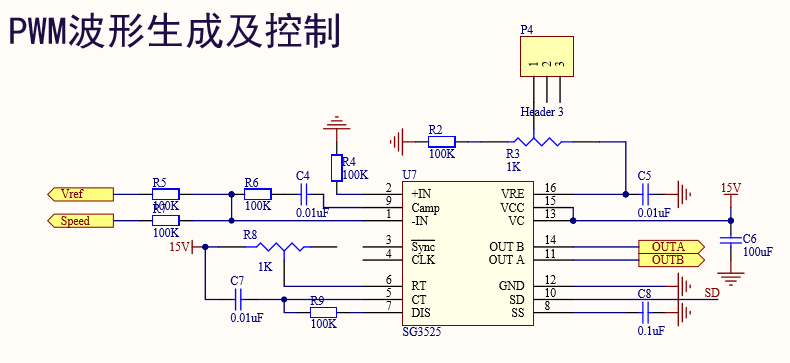 PWM波形生成及控制
P4
1 2 3
Header 3
R2
100K
R3
1K
R4
100K
U7
Vref
R5
100K
R6
100K
C4
0.01uF
Speed
R7
100K
2 +IN VRE 16
9 Camp VCC 15
1 -IN VC 13
3 Sync OUT B 14
4 CLK OUT A 11
6 RT GND 12
5 CT SD 10
7 DIS SS 8
SG3525
C5
0.01uF
15V
C6
100uF
OUTA
OUTB
15V
R8
1K
C7
0.01uF
R9
100K
SD
C8
0.1uF